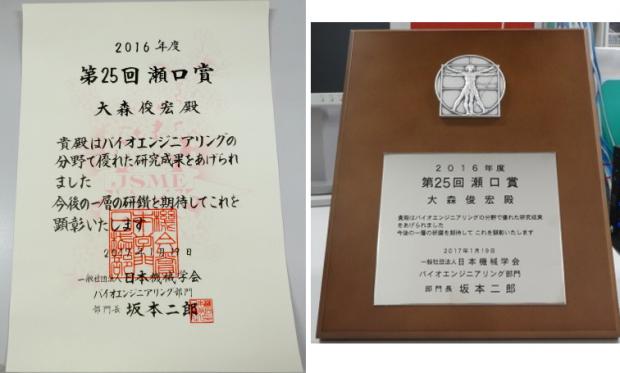 2016年度
第25回瀬口賞
大森俊宏殿
貴殿はバイオエンジニアリングの
分野で優れた研究成果をあげられ
ました
今後の一層の研鑽を期待してこれを
顕彰いたします
2017年1月19日
一般社団法人日本機械学会
バイオエンジニアリング部門
部門長 坂本二郎
JSME
2016年度
第25回 瀬口賞
大森俊宏殿
貴殿はバイオエンジニアリングの分野で優れた研究成果
をあげられました
今後の一層の研鑽を期待して これを顕彰いたします
2017年1月19日
一般社団法人日本機械学会
バイオエンジニアリング部門
部門長 坂本二郎